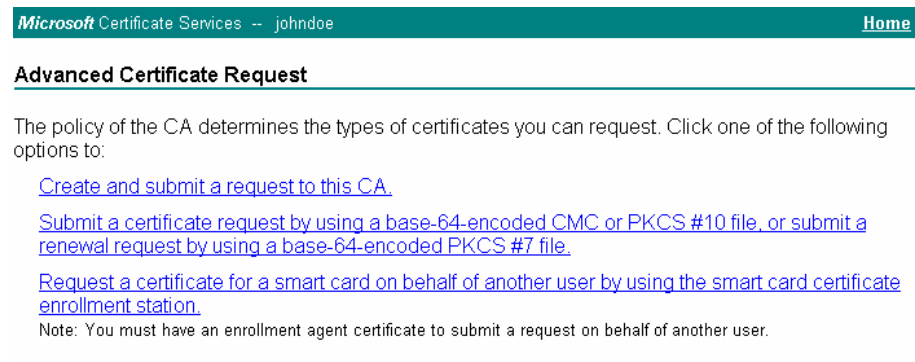 Microsoft Certificate Services -- johndoe Home
Advanced Certificate Request
The policy of the CA determines the types of certificates you can request. Click one of the following
options to:
Create and submit a request to this CA.
Submit a certificate request by using a base-64-encoded CMC or PKCS #10 file, or submit a
renewal request by using a base-64-encoded PKCS #7 file.
Request a certificate for a smart card on behalf of another user by using the smart card certificate
enrollment station.
Note: You must have an enrollment agent certificate to submit a request on behalf of another user.